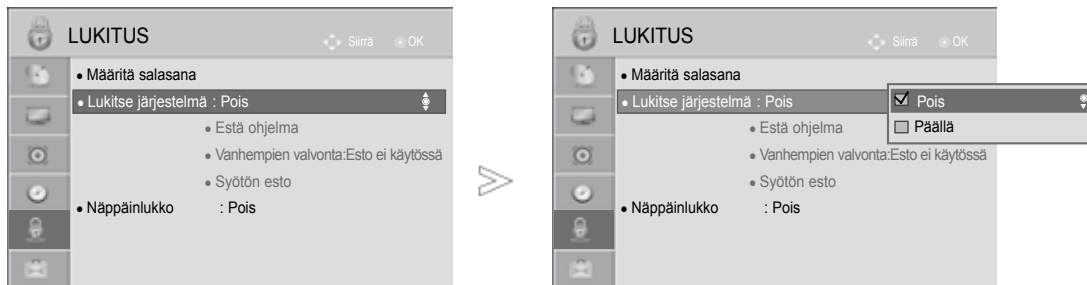 LUKITUS
Siirrä OK
• Määritä salasana
• Lukitse järjestelmä : Pois
• Estä ohjelma
• Vanhempien valvonta:Esto ei käytössä
• Syötön esto
• Näppäinlukko : Pois
LUKITUS
Siirrä OK
• Määritä salasana
• Lukitse järjestelmä : Pois
Pois
Päällä
• Estä ohjelma
• Vanhempien valvonta:Esto ei käytössä
• Syötön esto
• Näppäinlukko : Pois